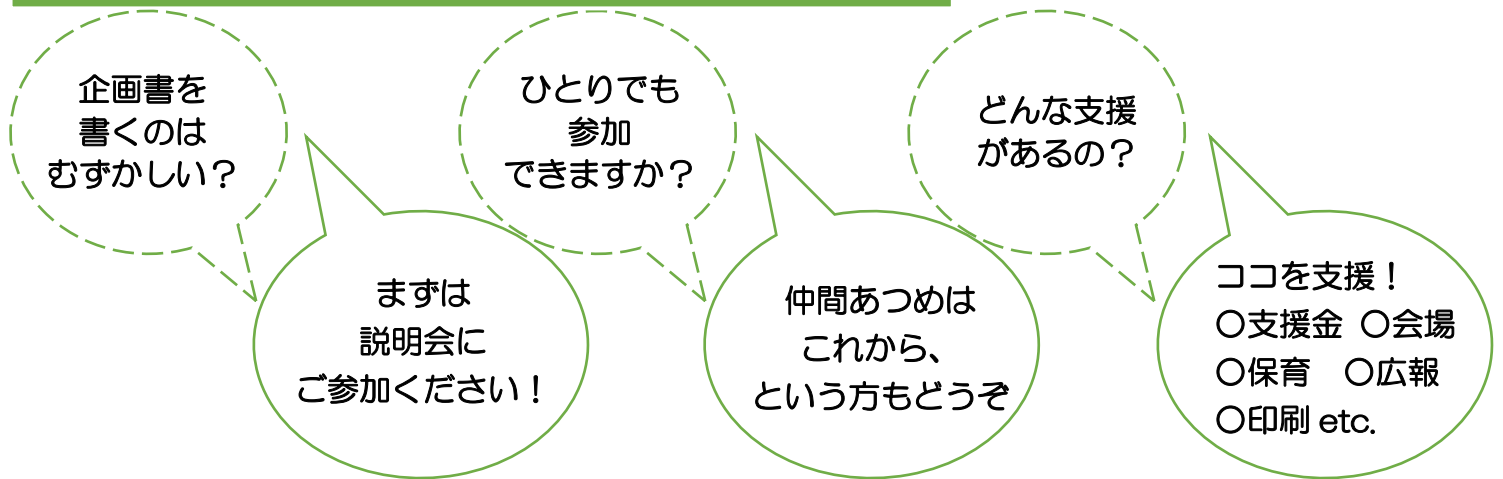 企画書を
書くのは
むずかしい？
まずは
説明会に
ご参加ください！
ひとりでも
参加
できますか？
仲間あつめは
これから、
という方もどうぞ
どんな支援
があるの？
ココを支援！
〇支援金 〇会場
〇保育　〇広報
〇印刷 etc.